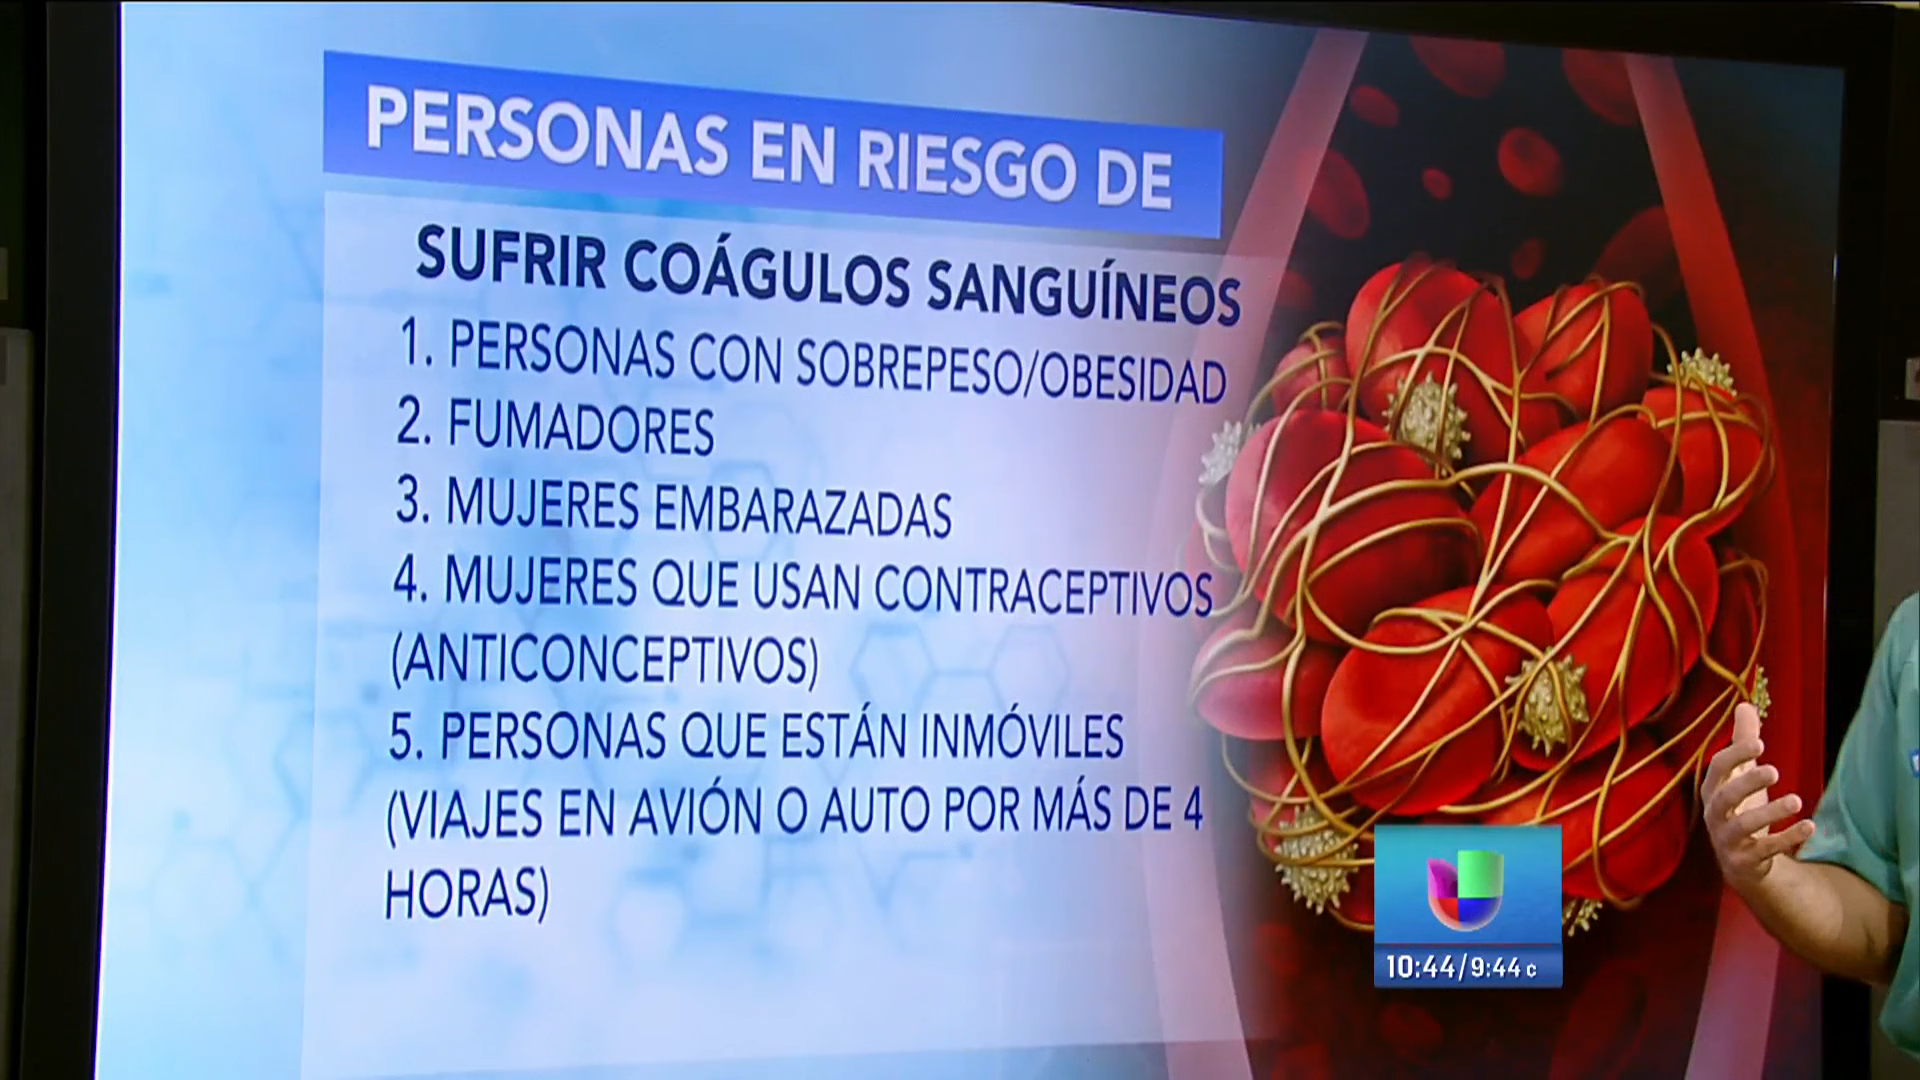 PERSONAS EN RIESGO DE
SUFRIR COÁGULOS SANGUÍNEOS
1. PERSONAS CON SOBREPESO/OBESIDAD
2. FUMADORES
3. MUJERES EMBARAZADAS
4. MUJERES QUE USAN CONTRACEPTIVOS
(ANTICONCEPTIVOS)
5. PERSONAS QUE ESTÁN INMÓVILES
(VIAJES EN AVIÓN O AUTO POR MÁS DE 4
HORAS)
10:44/9:44 c